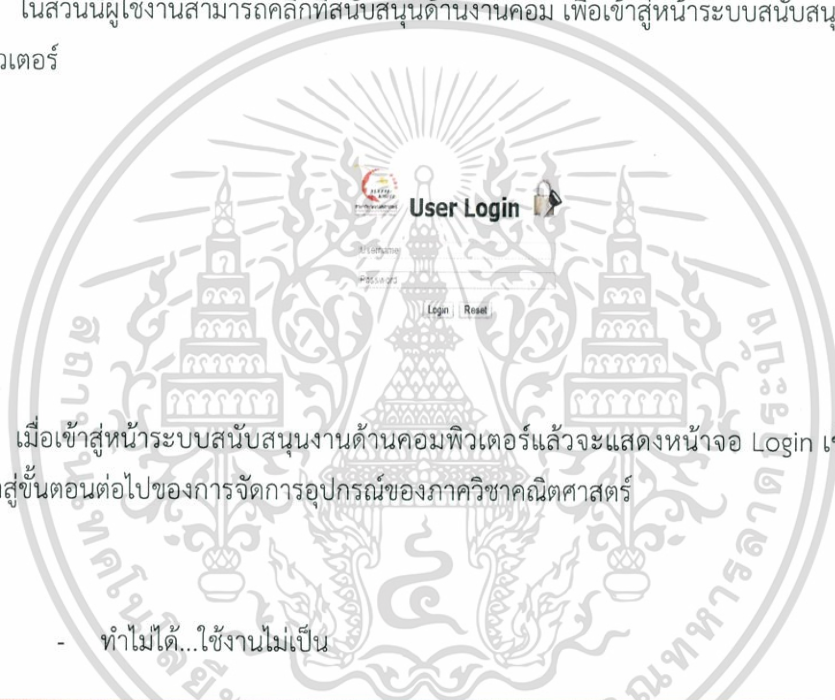 ในส่วนนี้ผู้ใช้งานสามารถคลิกที่สนับสนุนด้านงานคอม เพื่อเข้าสู่หน้าระบบสนับสนุ
วเตอร์
User Login
Username
Password
Login Reset
เมื่อเข้าสู่หน้าระบบสนับสนุนงานด้านคอมพิวเตอร์แล้วจะแสดงหน้าจอ Login เ
สู่ขั้นตอนต่อไปของการจัดการอุปกรณ์ของภาควิชาคณิตศาสตร์
- ทำไม่ได้...ใช้งานไม่เป็น